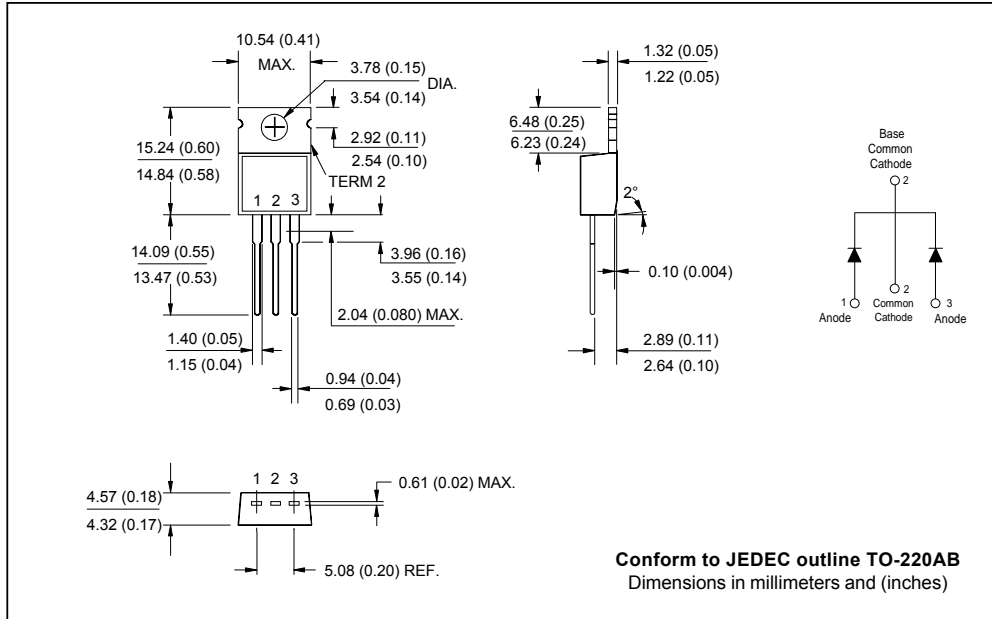 10.54 (0.41)
MAX.
3.78 (0.15)
3.54 (0.14)
DIA.
2.92 (0.11)
2.54 (0.10)
15.24 (0.60)
14.84 (0.58)
TERM 2
1 2 3
14.09 (0.55)
13.47 (0.53)
3.96 (0.16)
3.55 (0.14)
2.04 (0.080) MAX.
1.40 (0.05)
1.15 (0.04)
0.94 (0.04)
0.69 (0.03)
1.32 (0.05)
1.22 (0.05)
6.48 (0.25)
6.23 (0.24)
2°
0.10 (0.004)
2.89 (0.11)
2.64 (0.10)
Base
Common
Cathode
2
1
Anode
2
Common
Cathode
3
Anode
1 2 3
4.57 (0.18)
4.32 (0.17)
0.61 (0.02) MAX.
5.08 (0.20) REF.
Conform to JEDEC outline TO-220AB
Dimensions in millimeters and (inches)